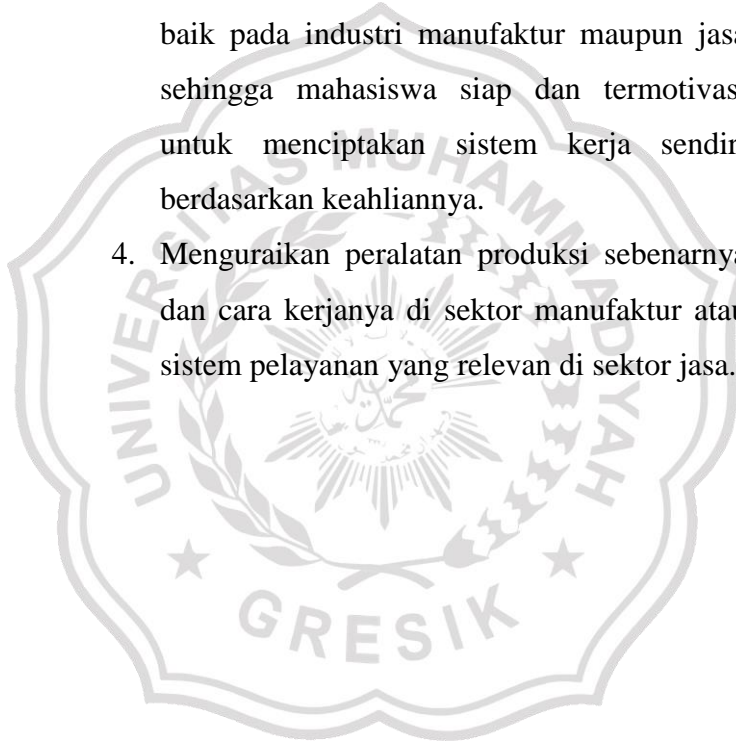 baik pada industri manufaktur maupun jasa
sehingga mahasiswa siap dan termotivas
untuk menciptakan sistem kerja sendir
berdasarkan keahliannya.
4. Menguraikan peralatan produksi sebenarnya
dan cara kerjanya di sektor manufaktur atau
sistem pelayanan yang relevan di sektor jasa.
UNIVERSITAS MUHAMMADIYAH
GRESIK